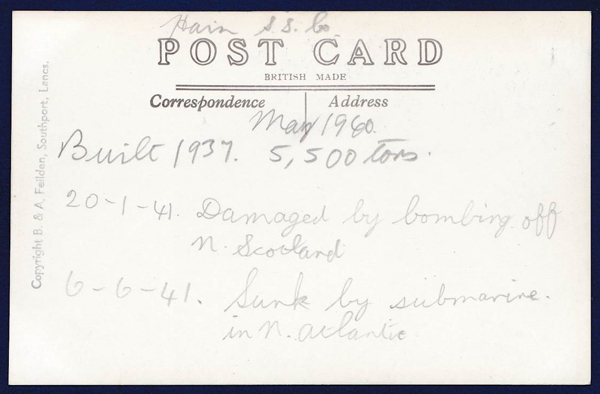 Hain S.S. Co.
POST CARD
BRITISH MADE
Correspondence Address
May 1960.
Built 1937. 5,500 tons.
20-1-41. Damaged by bombing off
N. Scotland
6-6-41. Sunk by submarine.
in N. Atlantic
Copyright B. & A. Feilden, Southport, Lancs.